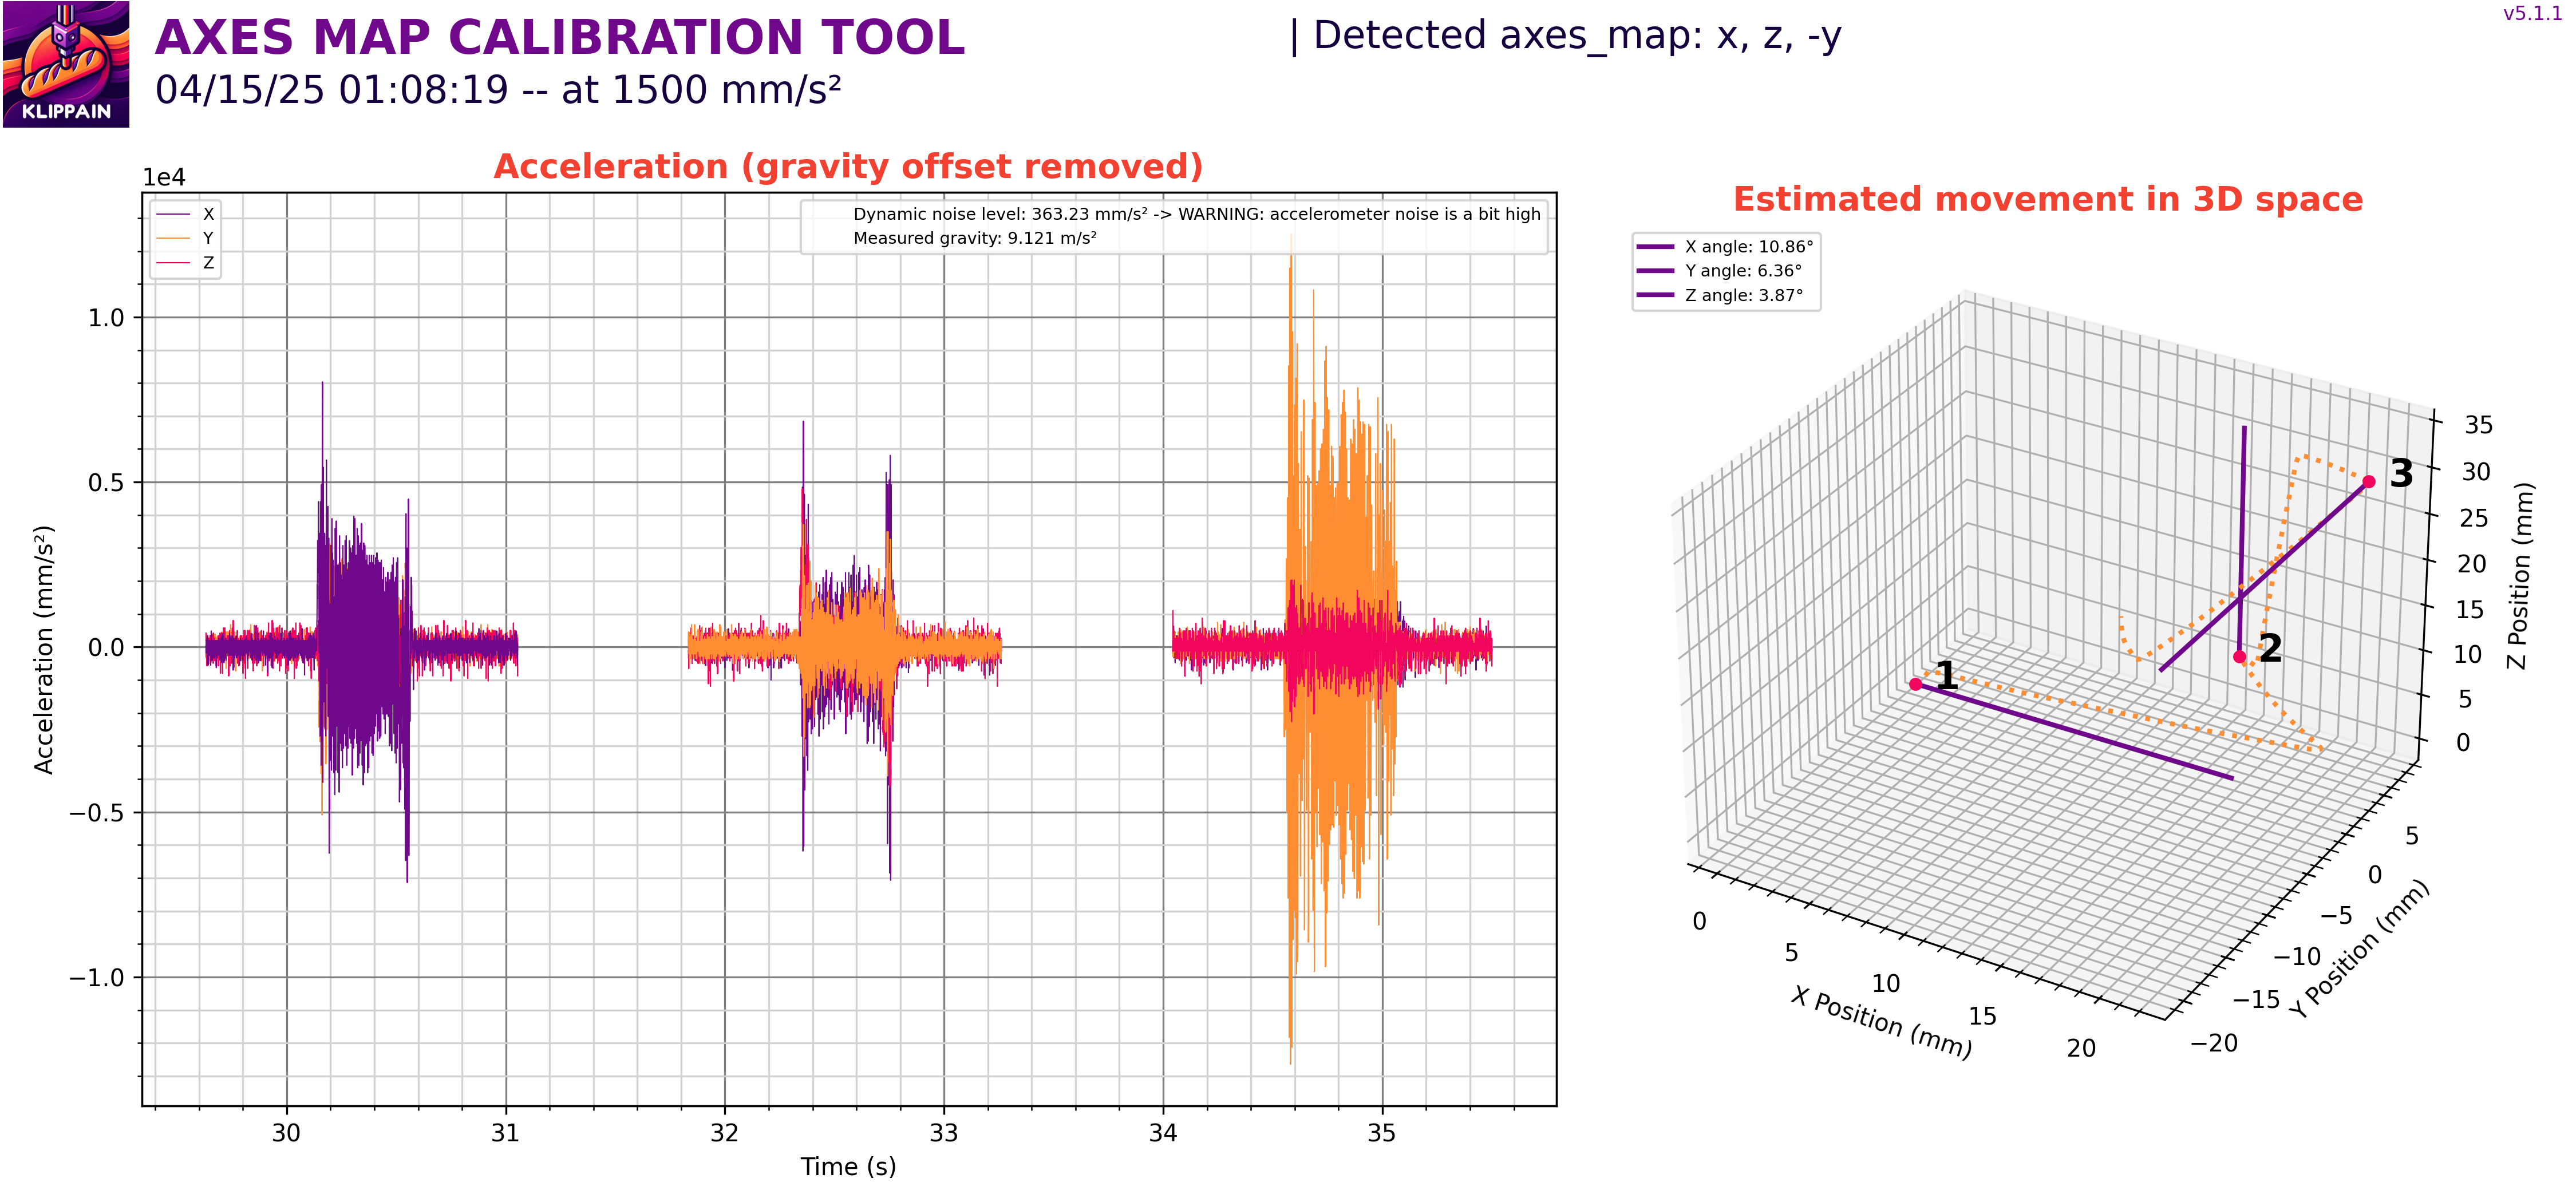 v5.1.1
AXES MAP CALIBRATION TOOL
| Detected axes_map: x, z, -y
04/15/25 01:08:19 -- at 1500 mm/s²
KLIPPAIN
Acceleration (gravity offset removed)
1e4
X
Y
Z
Dynamic noise level: 363.23 mm/s² -> WARNING: accelerometer noise is a bit high
Measured gravity: 9.121 m/s²
1.0
0.5
0.0
−0.5
−1.0
Acceleration (mm/s²)
30
31
32
33
34
35
Time (s)
Estimated movement in 3D space
X angle: 10.86°
Y angle: 6.36°
Z angle: 3.87°
1
2
3
35
30
25
20
15
10
5
0
Z Position (mm)
5
0
−5
−10
−15
−20
Y Position (mm)
0
5
10
15
20
X Position (mm)